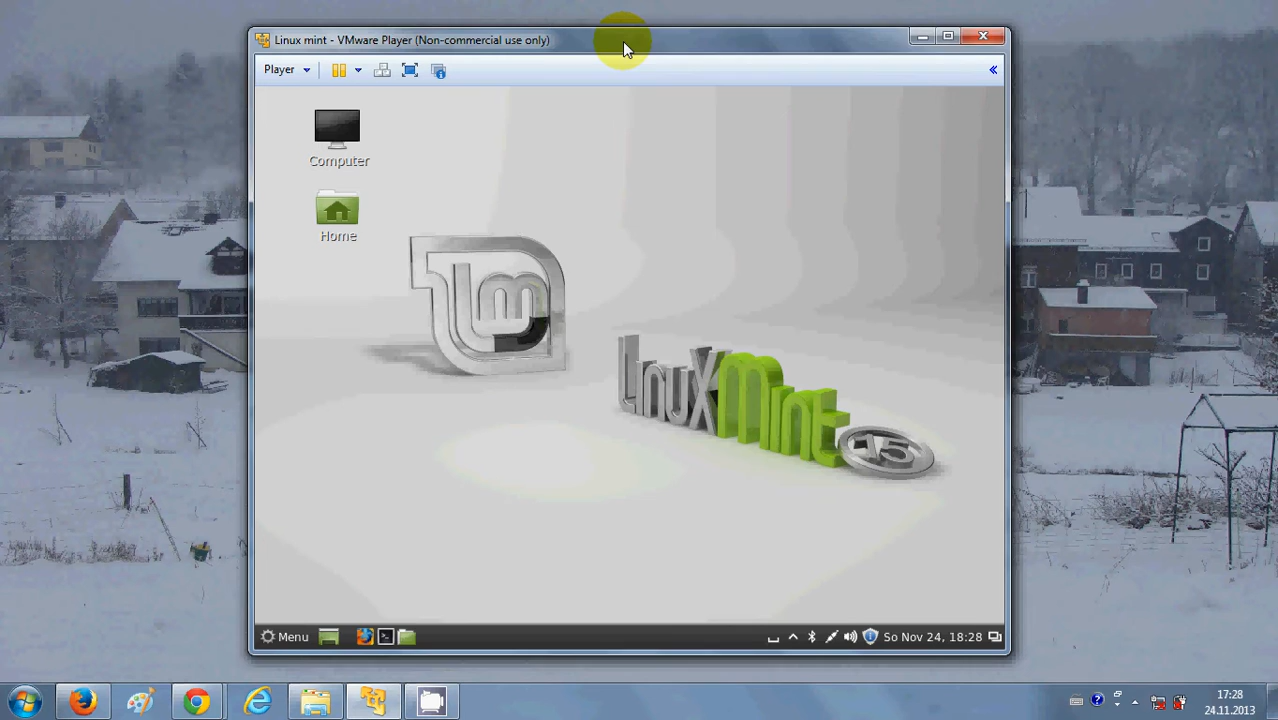 Linux mint - VMware Player (Non-commercial use only)
Player
Computer
Home
lm
LinuxMint 15
Menu
So Nov 24, 18:28
17:28
24.11.2013